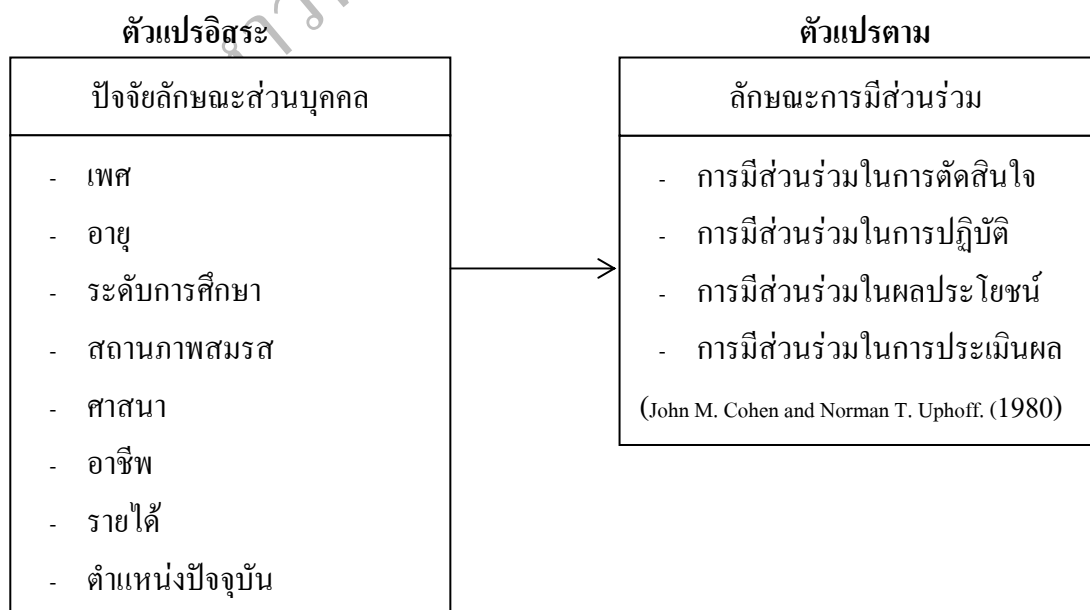 ตัวแปรอิสระ
ปัจจัยลักษณะส่วนบุคคล
- เพศ
- อายุ
- ระดับการศึกษา
- สถานภาพสมรส
- ศาสนา
- อาชีพ
- รายได้
- ตำแหน่งปัจจุบัน
ตัวแปรตาม
ลักษณะการมีส่วนร่วม
- การมีส่วนร่วมในการตัดสินใจ
- การมีส่วนร่วมในการปฏิบัติ
- การมีส่วนร่วมในผลประโยชน์
- การมีส่วนร่วมในการประเมินผล
(John M. Cohen and Norman T. Uphoff. (1980)